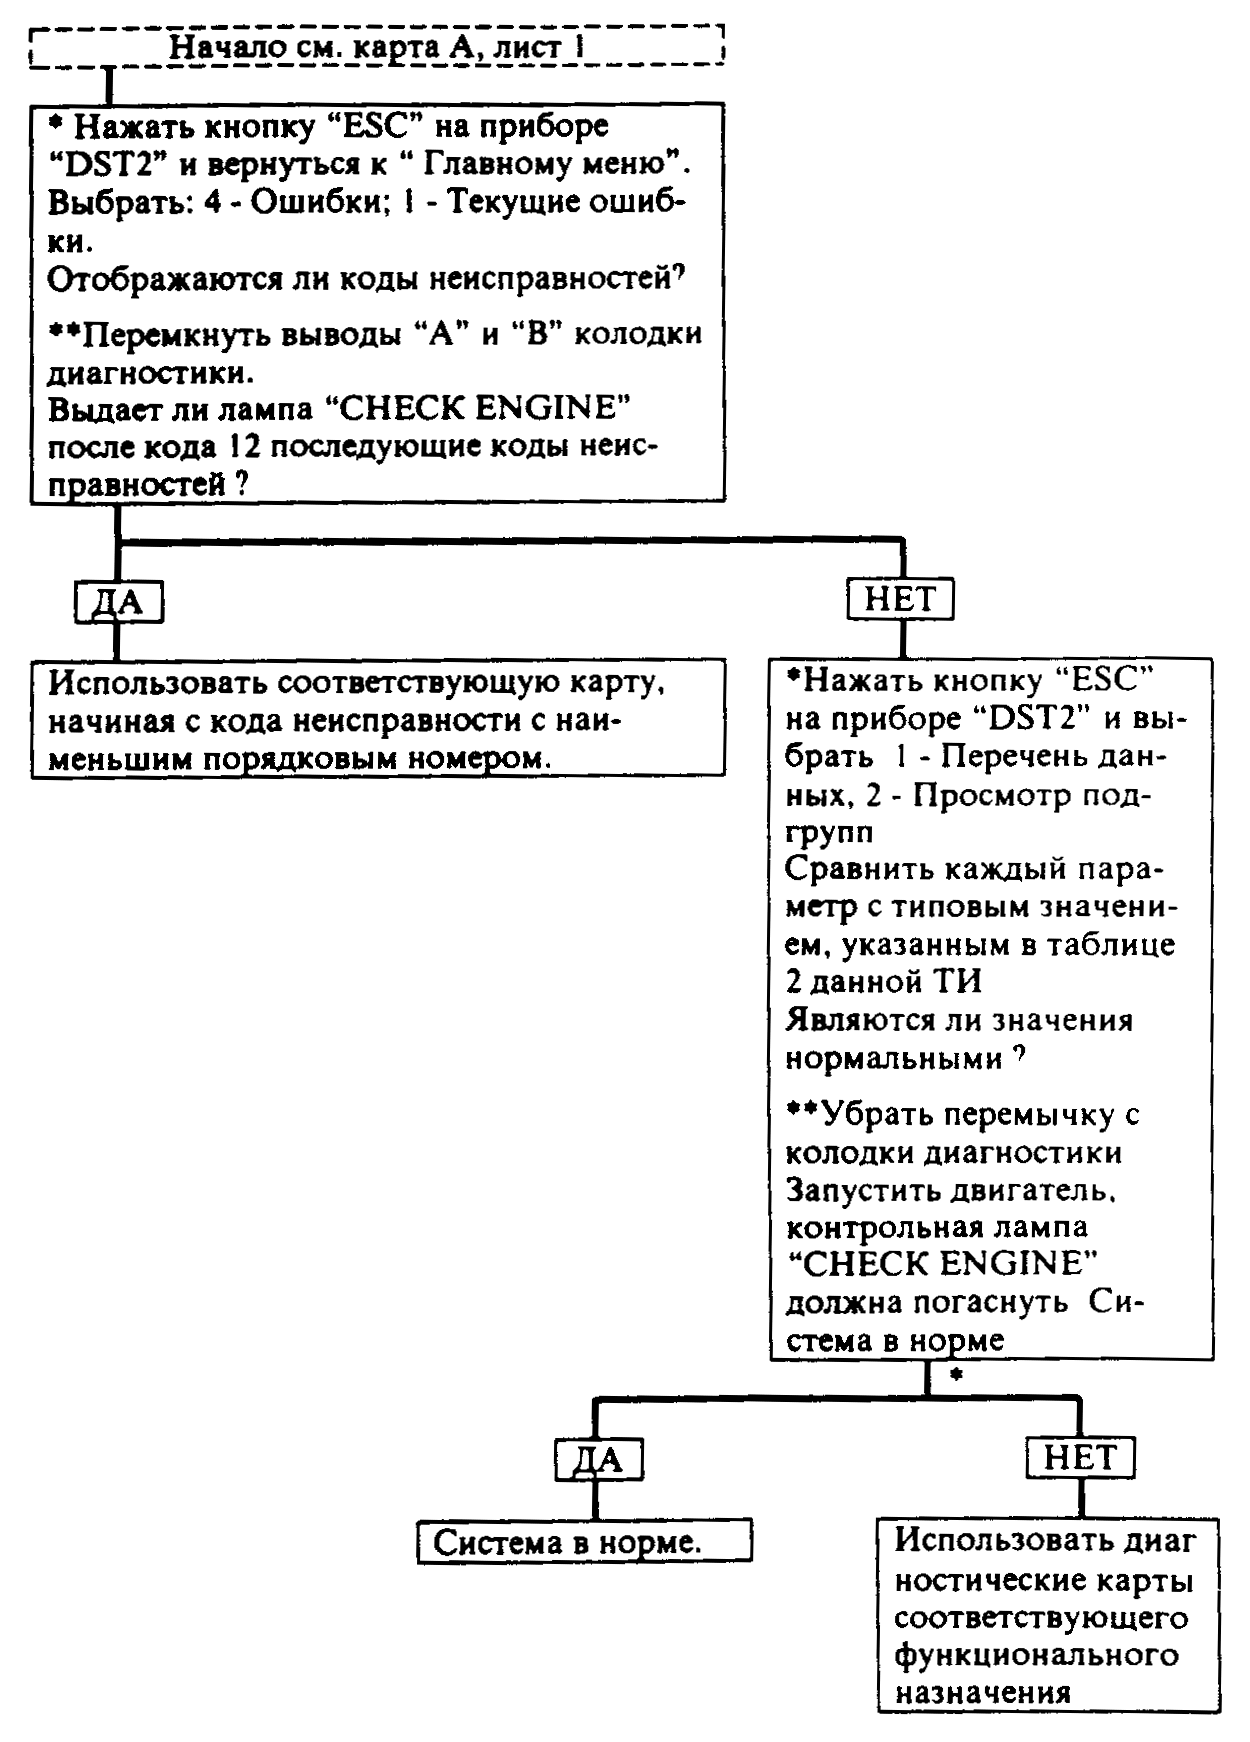 Начало см. карта А, лист 1
* Нажать кнопку “ESC” на приборе
“DST2” и вернуться к “ Главному меню”.
Выбрать: 4 - Ошибки; 1 - Текущие ошиб-
ки.
Отображаются ли коды неисправностей?
**Перемкнуть выводы “А” и “В” колодки
диагностики.
Выдает ли лампа “CHECK ENGINE”
после кода 12 последующие коды неис-
правностей ?
ДА
НЕТ
Использовать соответствующую карту,
начиная с кода неисправности с наи-
меньшим порядковым номером.
*Нажать кнопку “ESC”
на приборе “DST2” и вы-
брать 1 - Перечень дан-
ных, 2 - Просмотр под-
групп
Сравнить каждый пара-
метр с типовым значени-
ем, указанным в таблице
2 данной ТИ
Являются ли значения
нормальными ?
**Убрать перемычку с
колодки диагностики
Запустить двигатель,
контрольная лампа
“CHECK ENGINE”
должна погаснуть Си-
стема в норме
*
ДА
НЕТ
Система в норме.
Использовать диаг
ностические карты
соответствующего
функционального
назначения